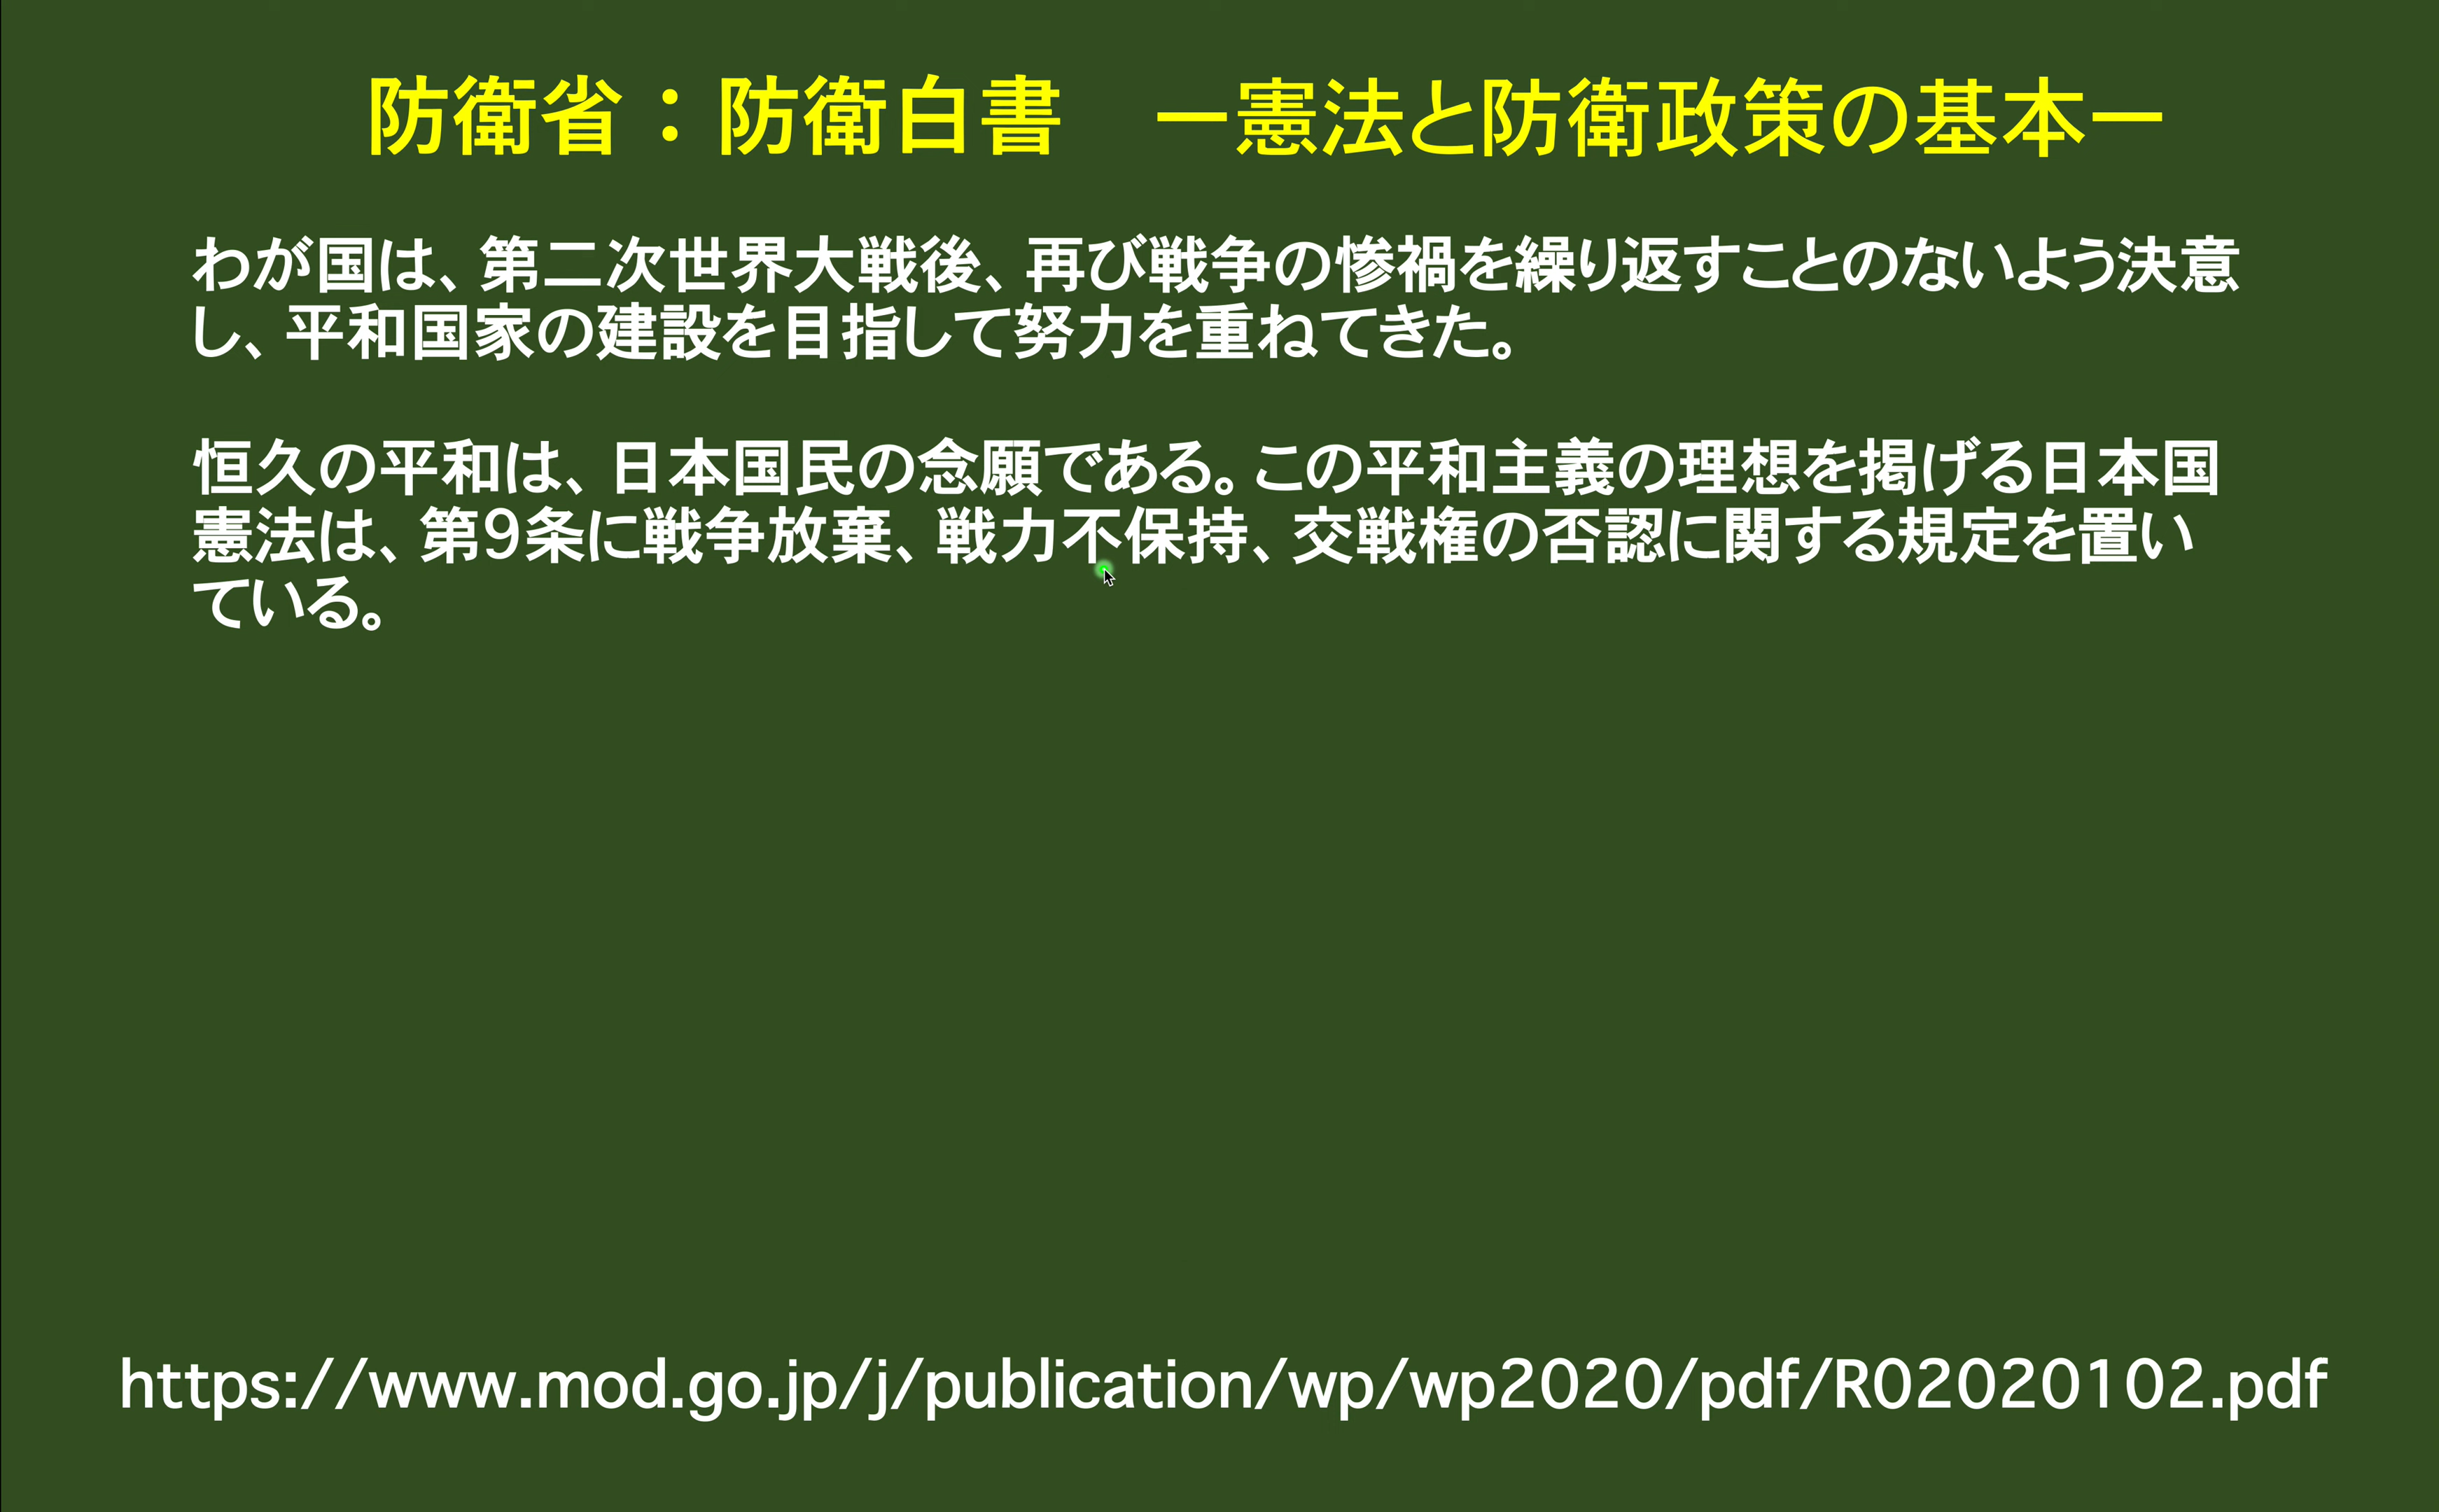 防衛省：防衛白書　ー憲法と防衛政策の基本ー
わが国は、第二次世界大戦後、再び戦争の惨禍を繰り返すことのないよう決意
し、平和国家の建設を目指して努力を重ねてきた。
恒久の平和は、日本国民の念願である。この平和主義の理想を掲げる日本国
憲法は、第9条に戦争放棄、戦力不保持、交戦権の否認に関する規定を置い
ている。
https://www.mod.go.jp/j/publication/wp/wp2020/pdf/R02020102.pdf